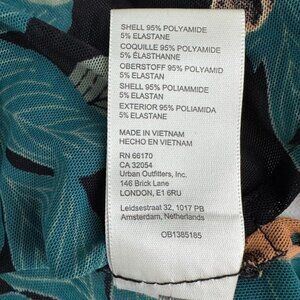 SHELL 95% POLYAMIDE
5% ELASTANE
COQUILLE 95% POLYAMIDE
5% ÉLASTHANNE
OBERSTOFF 95% POLYAMID
5% ELASTAN
SHELL 95% POLIAMMIDE
5% ELASTAN
EXTERIOR 95% POLIAMIDA
5% ELASTANE
MADE IN VIETNAM
HECHO EN VIETNAM
RN 66170
CA 32054
Urban Outfitters, Inc.
146 Brick Lane
LONDON, E1 6RU
Leidsestraat 32, 1017 PB
Amsterdam, Netherlands
OB1385185